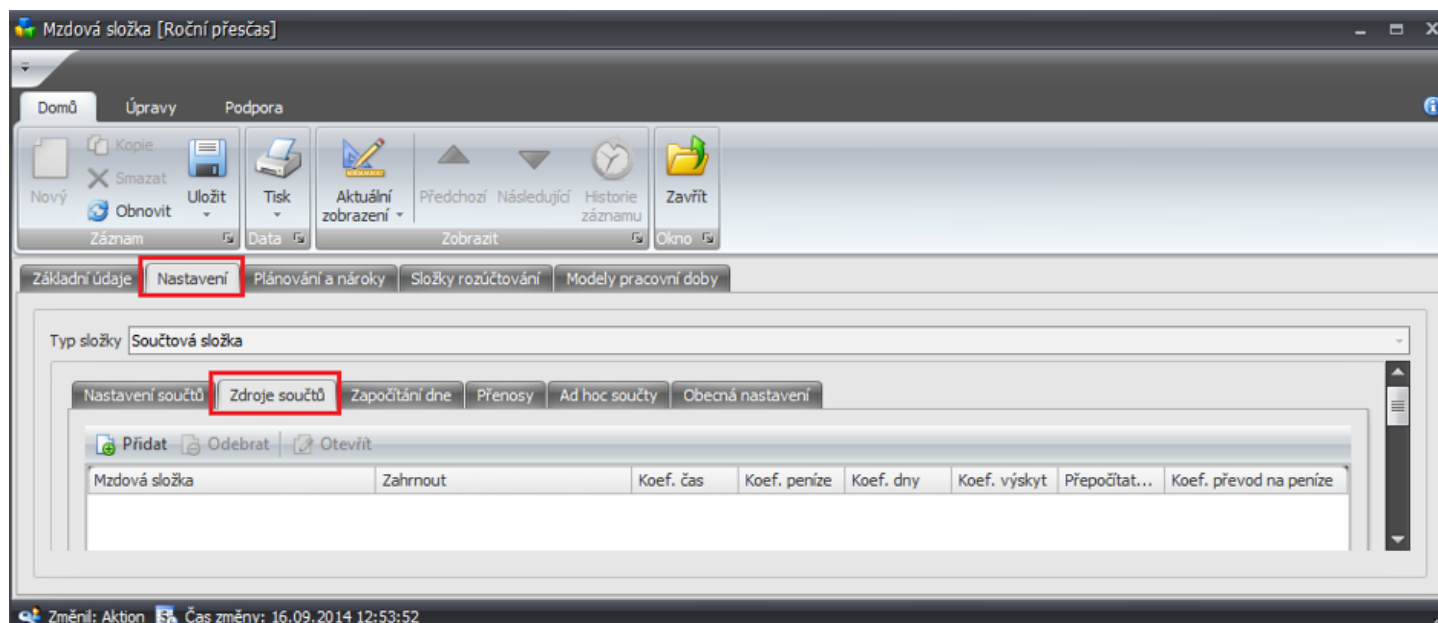 Mzdová složka [Roční přesčas]
Domů Úpravy Podpora
Nový
Kopie
Smazat
Obnovit
Uložit
Tisk
Aktuální zobrazení
Předchozí
Následující
Historie záznamu
Zavřít
Záznam Data Zobrazit Okno
Základní údaje Nastavení Plánování a nároky Složky rozúčtování Modely pracovní doby
Typ složky Součtová složka
Nastavení součtů Zdroje součtů Započítání dne Přenosy Ad hoc součty Obecná nastavení
Přidat Odebrat Otevřít
Mzdová složka Zahrnout Koef. čas Koef. peníze Koef. dny Koef. výskyt Přepočítat... Koef. převod na peníze
Změnil: Aktion Čas změny: 16.09.2014 12:53:52